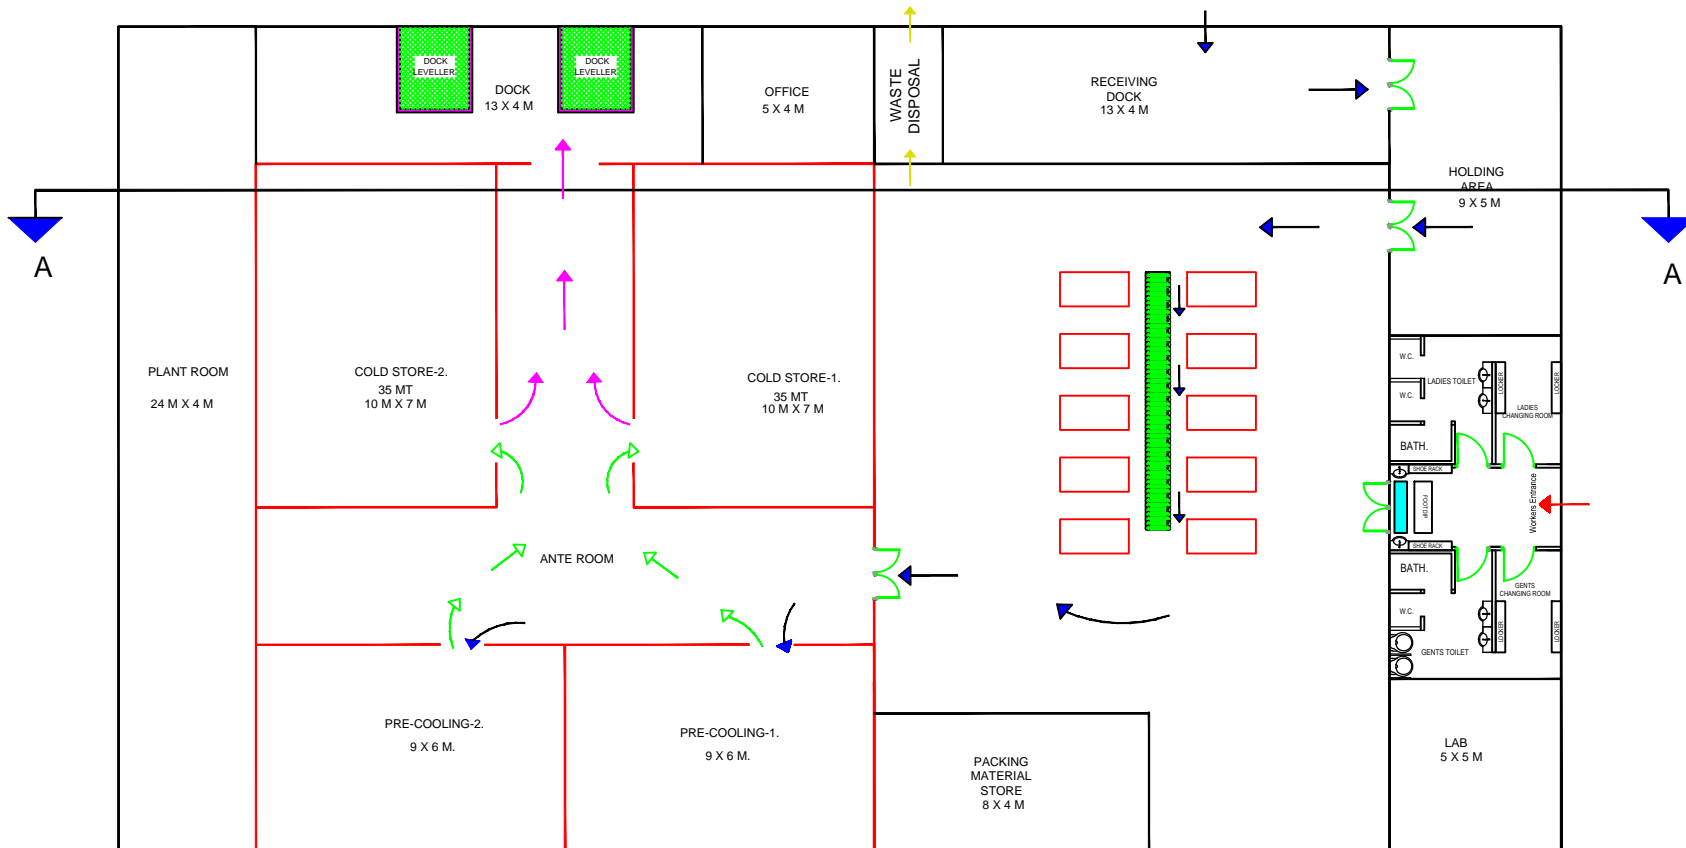 DOCK
LEVELLER
DOCK
LEVELLER
DOCK
13 X 4 M
OFFICE
5 X 4 M
WASTE
DISPOSAL
RECEIVING
DOCK
13 X 4 M
HOLDING
AREA
9 X 5 M
A
A
PLANT ROOM
24 M X 4 M
COLD STORE-2.
35 MT
10 M X 7 M
COLD STORE-1.
35 MT
10 M X 7 M
W.C.
LADIES TOILET
W.C.
LOCKER
LOCKER
LADIES
CHANGING ROOM
BATH.
SHOE RACK
FOOT DIP
Workers Entrance
SHOE RACK
BATH.
GENTS
CHANGING ROOM
W.C.
LOCKER
LOCKER
GENTS TOILET
ANTE ROOM
PRE-COOLING-2.
9 X 6 M.
PRE-COOLING-1.
9 X 6 M.
PACKING
MATERIAL
STORE
8 X 4 M
LAB
5 X 5 M